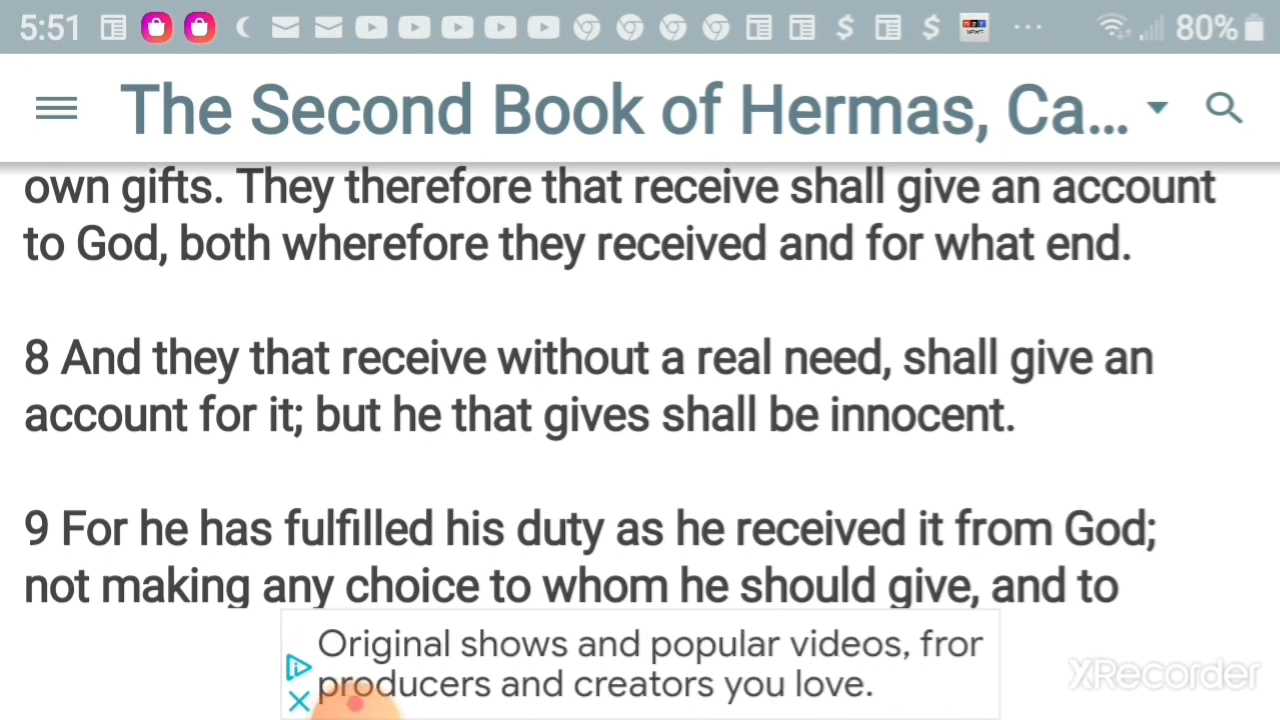 5:51 $ $ ... 80%
The Second Book of Hermas, Ca...
own gifts. They therefore that receive shall give an account
to God, both wherefore they received and for what end.
8 And they that receive without a real need, shall give an
account for it; but he that gives shall be innocent.
9 For he has fulfilled his duty as he received it from God;
not making any choice to whom he should give, and to
Original shows and popular videos, fror
producers and creators you love.
XRecorder